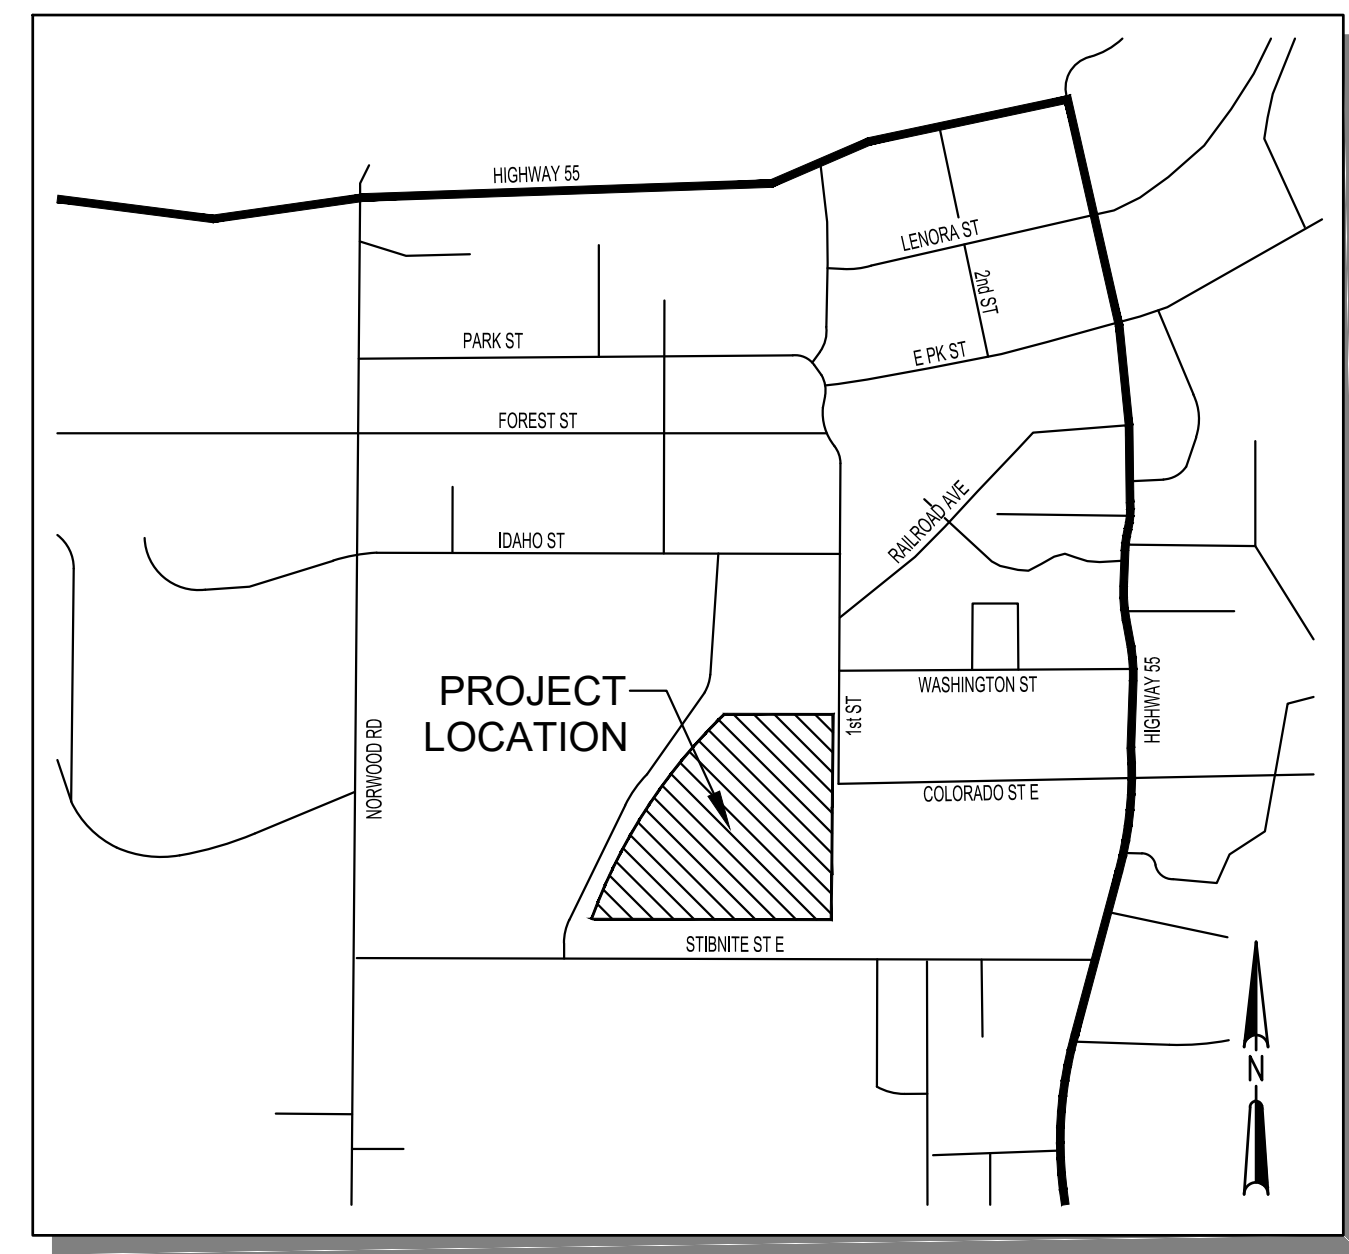 HIGHWAY 55
LENORA ST
2nd ST
PARK ST
E PK ST
FOREST ST
RAILROAD AVE
IDAHO ST
PROJECT
LOCATION
WASHINGTON ST
HIGHWAY 55
1st ST
NORWOOD RD
COLORADO ST E
STIBNITE ST E
N